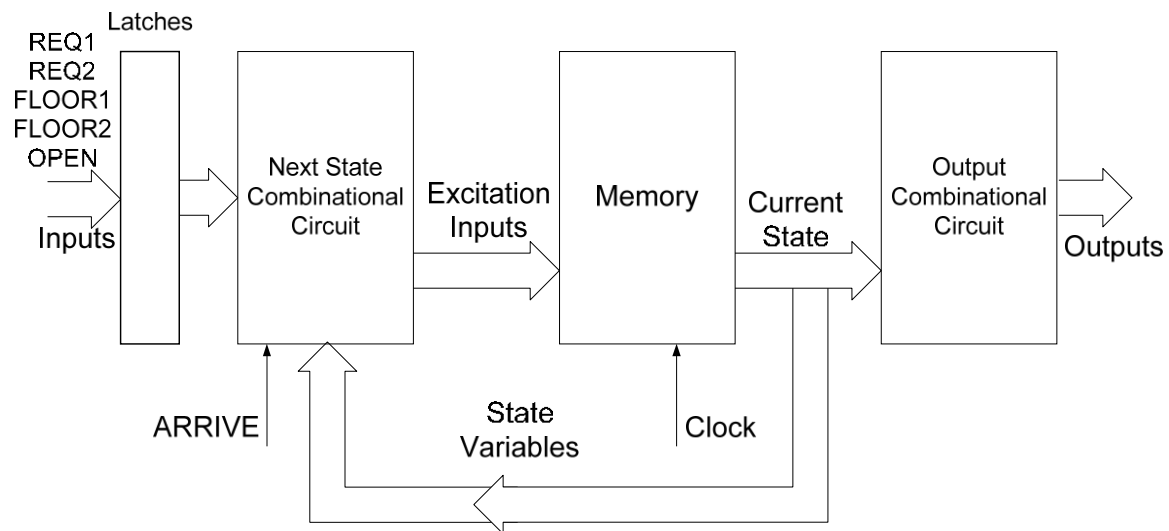 Latches
REQ1
REQ2
FLOOR1
FLOOR2
OPEN
Inputs
Next State
Combinational
Circuit
Excitation
Inputs
Memory
Current
State
Output
Combinational
Circuit
Outputs
ARRIVE
State
Variables
Clock